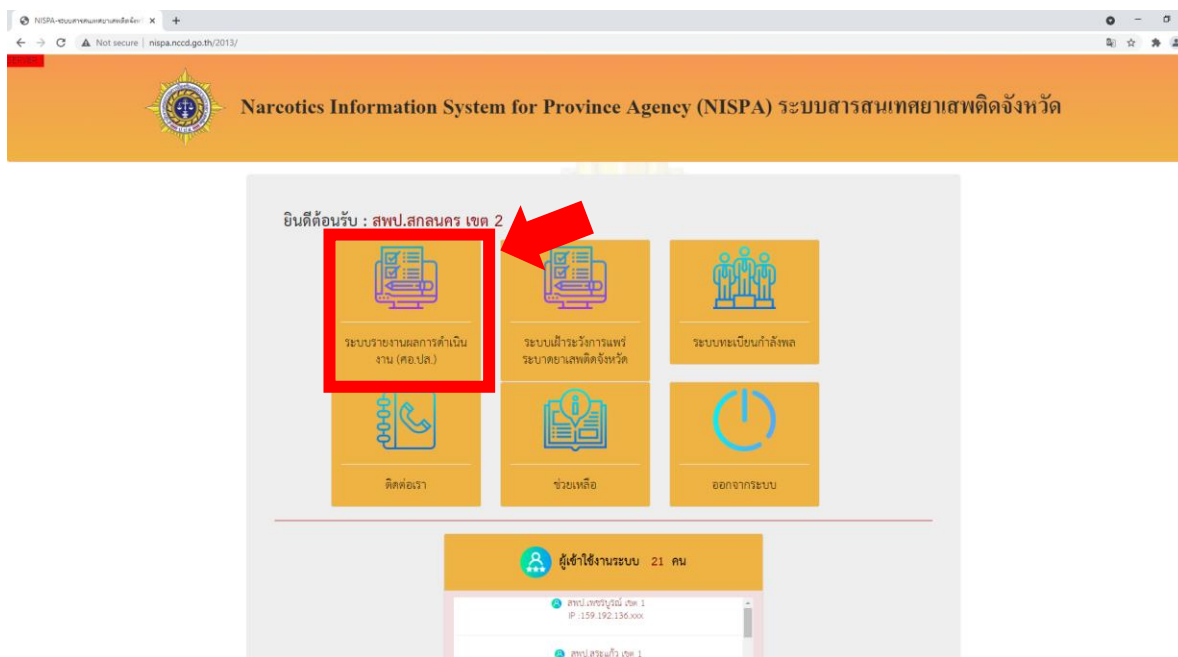 NISPA-ระบบสารสนเทศยาเสพติดจังห
Not secure | nispa.nccd.go.th/2013/
Narcotics Information System for Province Agency (NISPA) ระบบสารสนเทศยาเสพติดจังหวัด
ยินดีต้อนรับ : สพป.สกลนคร เขต 2
ระบบรายงานผลการดำเนิน
งาน (ศอ.ปส.)
ระบบเฝ้าระวังการแพร่
ระบาดยาเสพติดจังหวัด
ระบบทะเบียนกำลังพล
ติดต่อเรา
ช่วยเหลือ
ออกจากระบบ
ผู้เข้าใช้งานระบบ 21 คน
สพป.เพชรบูรณ์ เขต 1
IP :159.192.136.xxx
สพป.สระแก้ว เขต 1